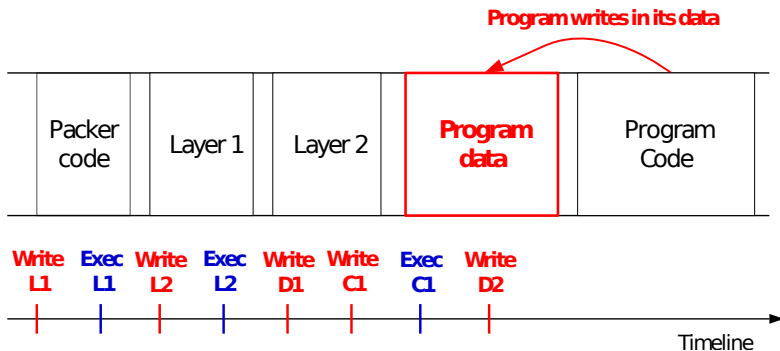 Program writes in its data
Packer
code
Layer 1
Layer 2
Program
data
Program
Code
Write
L1
Exec
L1
Write
L2
Exec
L2
Write
D1
Write
C1
Exec
C1
Write
D2
Timeline